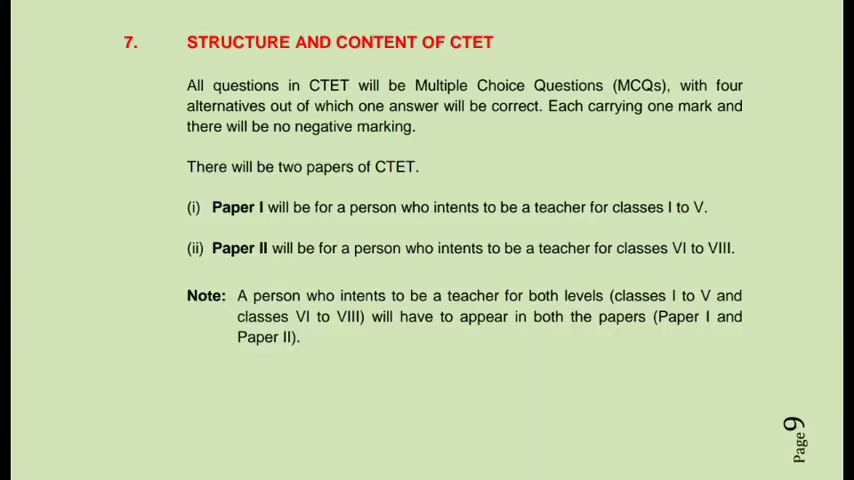 7. STRUCTURE AND CONTENT OF CTET
All questions in CTET will be Multiple Choice Questions (MCQs), with four
alternatives out of which one answer will be correct. Each carrying one mark and
there will be no negative marking.
There will be two papers of CTET.
(i) Paper I will be for a person who intents to be a teacher for classes I to V.
(ii) Paper II will be for a person who intents to be a teacher for classes VI to VIII.
Note: A person who intents to be a teacher for both levels (classes I to V and
classes VI to VIII) will have to appear in both the papers (Paper I and
Paper II).
Page 9